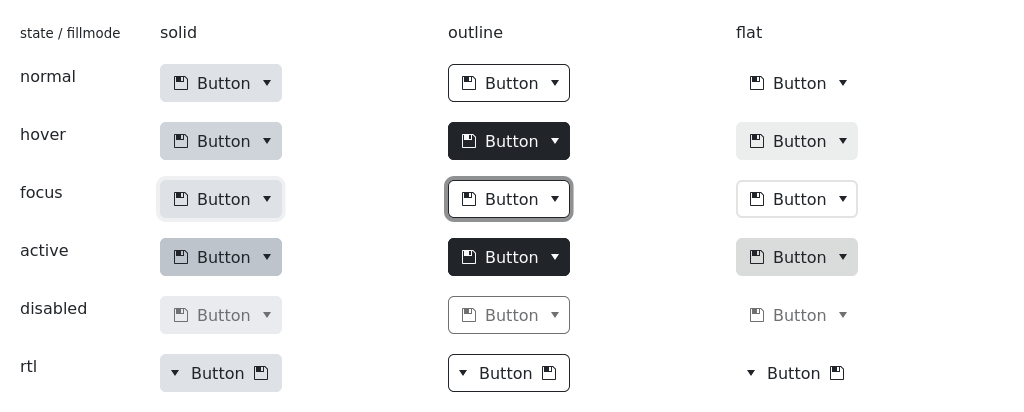 state / fillmode solid outline flat
normal Button Button Button
hover Button Button Button
focus Button Button Button
active Button Button Button
disabled Button Button Button
rtl Button Button Button